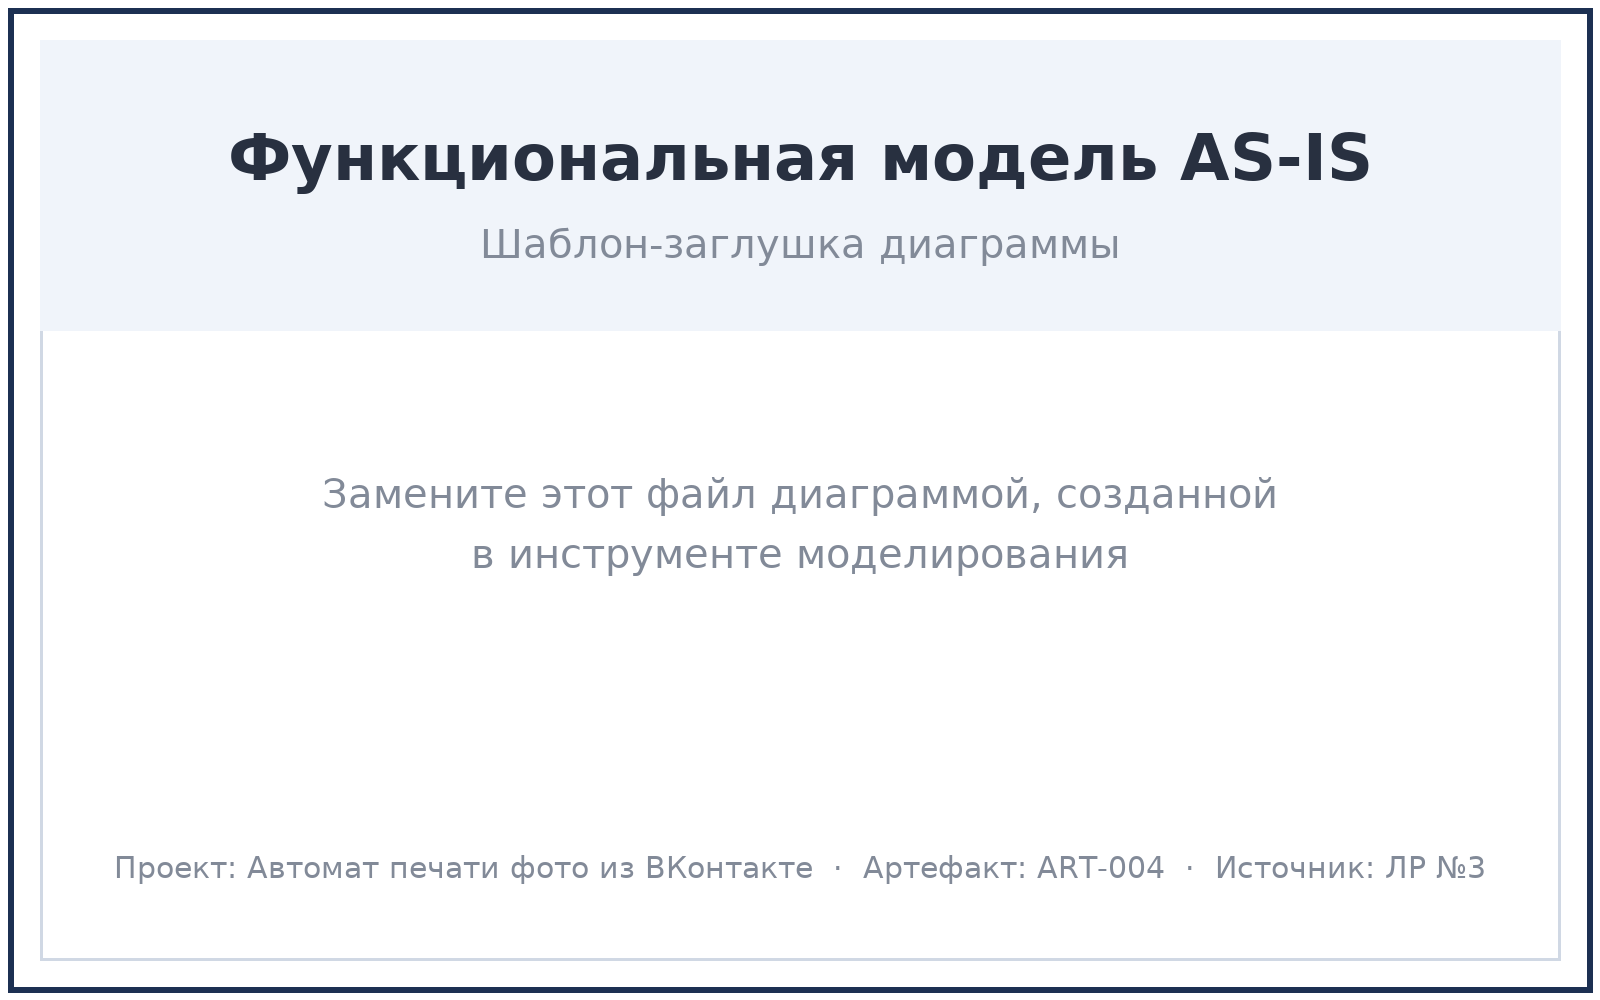 Функциональная модель AS-IS
Шаблон-заглушка диаграммы
Замените этот файл диаграммой, созданной
в инструменте моделирования
Проект: Автомат печати фото из ВКонтакте · Артефакт: ART-004 · Источник: ЛР №3